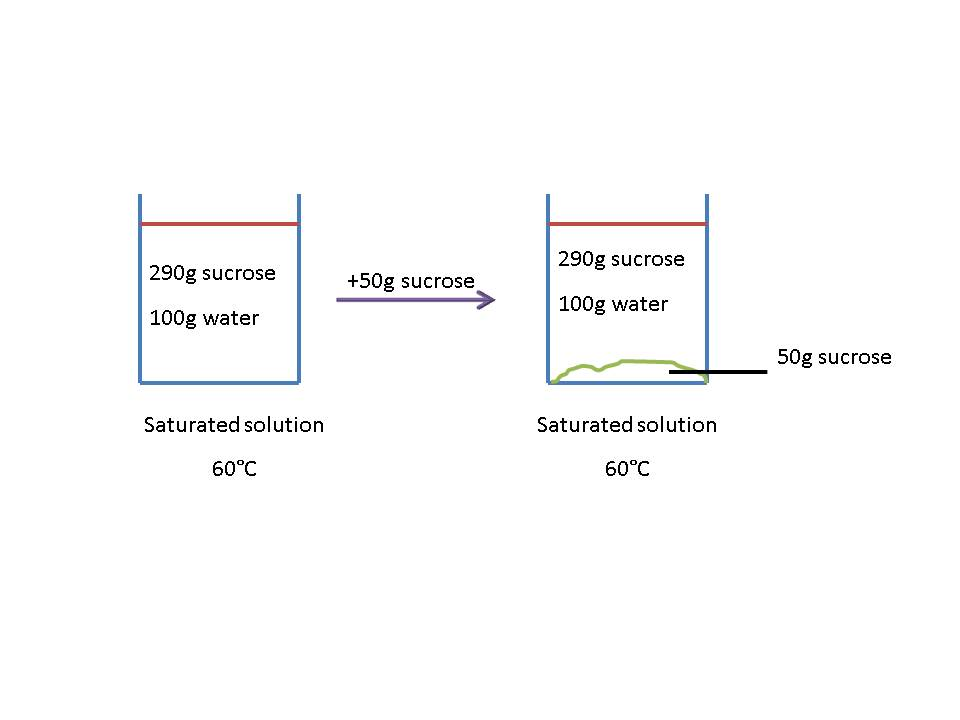 290g sucrose
100g water
Saturated solution
60°C
+50g sucrose
290g sucrose
100g water
50g sucrose
Saturated solution
60°C